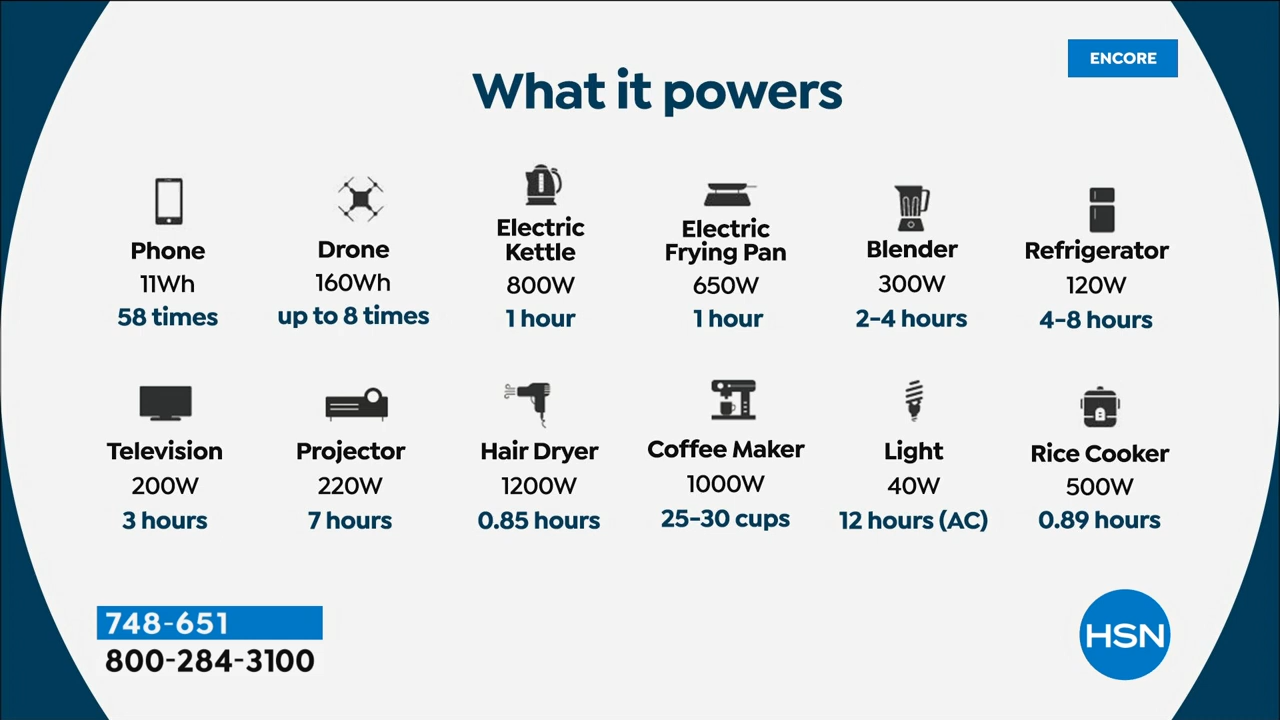 ENCORE
What it powers
Phone
11Wh
58 times
Drone
160Wh
up to 8 times
Electric
Kettle
800W
1 hour
Electric
Frying Pan
650W
1 hour
Blender
300W
2-4 hours
Refrigerator
120W
4-8 hours
Television
200W
3 hours
Projector
220W
7 hours
Hair Dryer
1200W
0.85 hours
Coffee Maker
1000W
25-30 cups
Light
40W
12 hours (AC)
Rice Cooker
500W
0.89 hours
748-651
800-284-3100
HSN